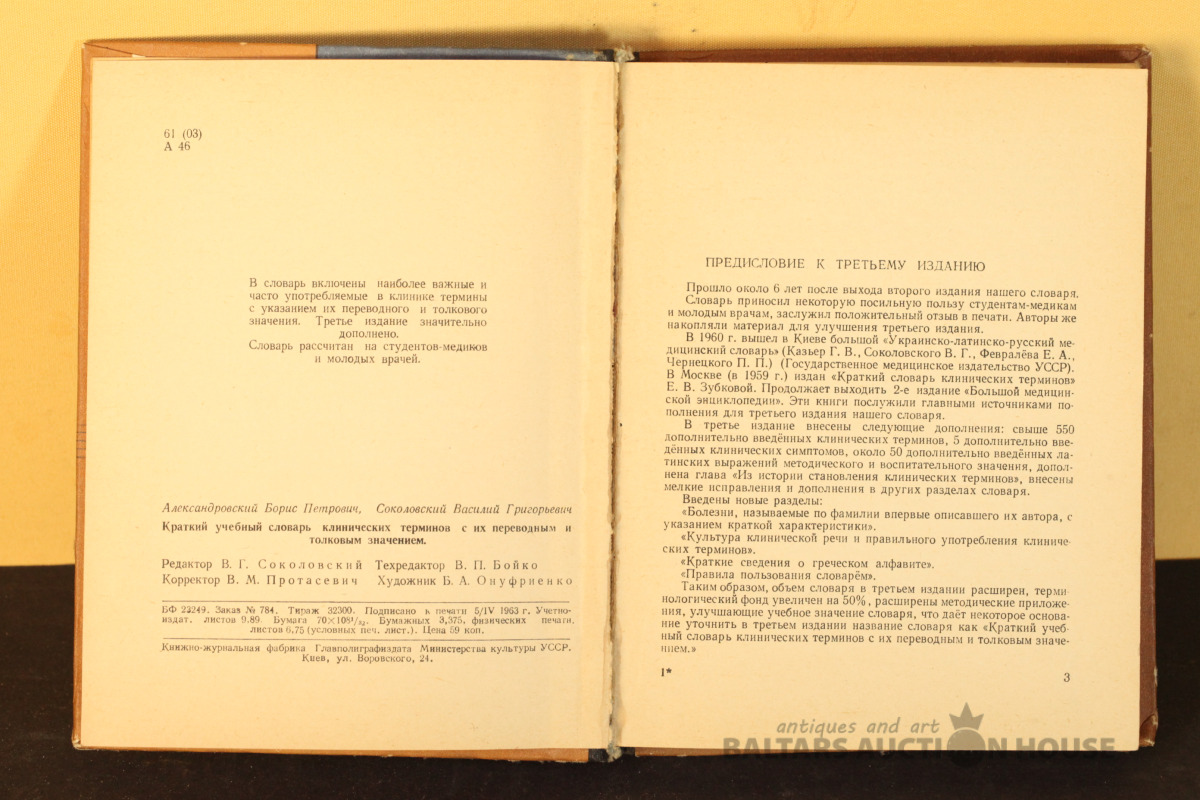 61 (03)
А 46
В словарь включены наиболее важные и
часто употребляемые в клинике термины
с указанием их переводного и толкового
значения. Третье издание значительно
дополнено.
Словарь рассчитан на студентов-медиков
и молодых врачей.
Александровский Борис Петрович, Соколовский Василий Григорьевич
Краткий учебный словарь клинических терминов с их переводным и
толковым значением.
Редактор В. Г. Соколовский Техредактор В. П. Бойко
Корректор В. М. Протасевич Художник Б. А. Онуфриенко
БФ 23249. Заказ № 784. Тираж 32300. Подписано к печати 5/IV 1963 г. Учетно-
издат. листов 9.89. Бумага 70×108¹/₃₂. Бумажных 3,375, физических печатн.
листов 6,75 (условных печ. лист.). Цена 59 коп.
Книжно-журнальная фабрика Главполиграфиздата Министерства культуры УССР.
Киев, ул. Воровского, 24.
ПРЕДИСЛОВИЕ К ТРЕТЬЕМУ ИЗДАНИЮ
Прошло около 6 лет после выхода второго издания нашего словаря.
Словарь приносил некоторую посильную пользу студентам-медикам
и молодым врачам, заслужил положительный отзыв в печати. Авторы же
накопляли материал для улучшения третьего издания.
В 1960 г. вышел в Киеве большой «Украинско-латинско-русский ме-
дицинский словарь» (Казьер Г. В., Соколовского В. Г., Февралёва Е. А.,
Чернецкого П. П.) (Государственное медицинское издательство УССР).
В Москве (в 1959 г.) издан «Краткий словарь клинических терминов»
Е. В. Зубковой. Продолжает выходить 2-е издание «Большой медицин-
ской энциклопедии». Эти книги послужили главными источниками по-
полнения для третьего издания нашего словаря.
В третье издание внесены следующие дополнения: свыше 550
дополнительно введённых клинических терминов, 5 дополнительно вве-
дённых клинических симптомов, около 50 дополнительно введённых ла-
тинских выражений методического и воспитательного значения, допол-
нена глава «Из истории становления клинических терминов», внесены
мелкие исправления и дополнения в других разделах словаря.
Введены новые разделы:
«Болезни, называемые по фамилии впервые описавшего их автора, с
указанием краткой характеристики».
«Культура клинической речи и правильного употребления клиниче-
ских терминов».
«Краткие сведения о греческом алфавите».
«Правила пользования словарём».
Таким образом, объем словаря в третьем издании расширен, терми
нологический фонд увеличен на 50%, расширены методические приложе-
ния, улучшающие учебное значение словаря, что даёт некоторое основа-
ние уточнить в третьем издании название словаря как «Краткий учеб-
ный словарь клинических терминов с их переводным и толковым значе-
нием.»
1*
3
antiques and art
BALTARS AUCTION HOUSE